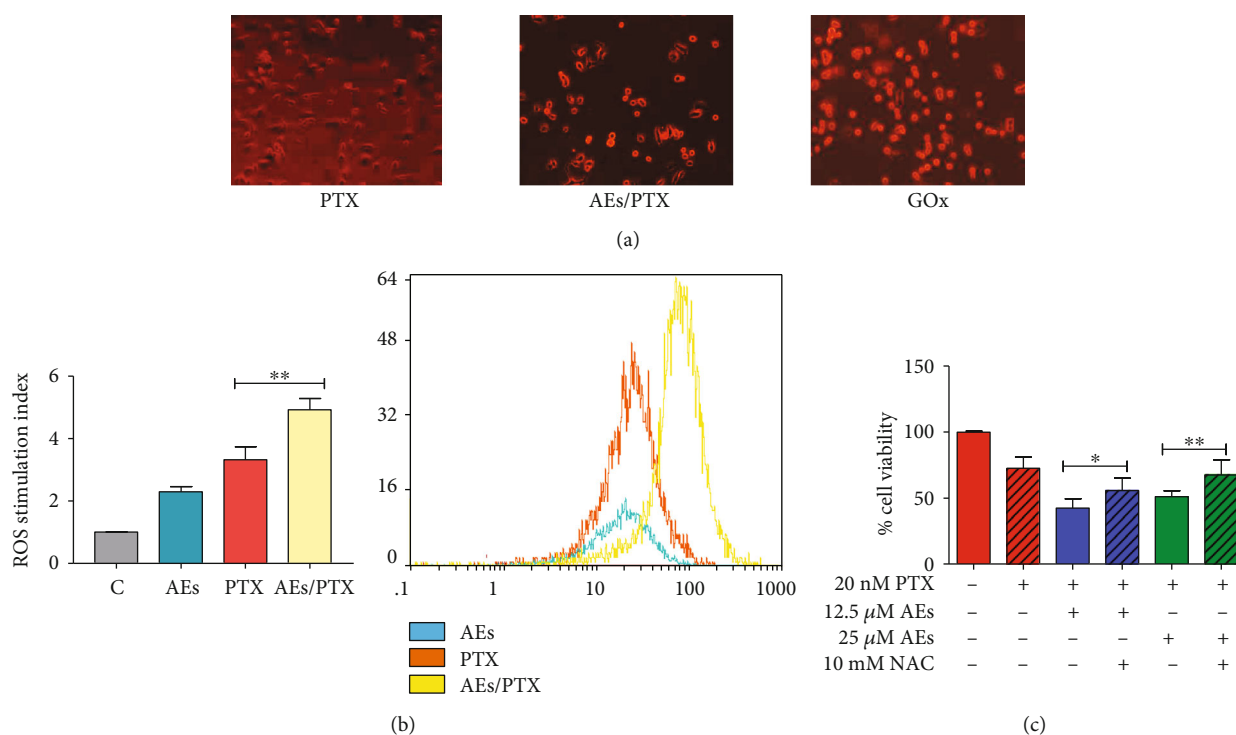 PTX
AEs/PTX
GOx
(a)
ROS stimulation index
6
4
2
0
C AEs PTX AEs/PTX
**
64
48
32
16
0
.1 1 10 100 1000
AEs
PTX
AEs/PTX
(b)
% cell viability
150
100
50
0
*
**
20 nM PTX – + + + + +
12.5 μM AEs – – + + – –
25 μM AEs – – – – + +
10 mM NAC – – – + – +
(c)